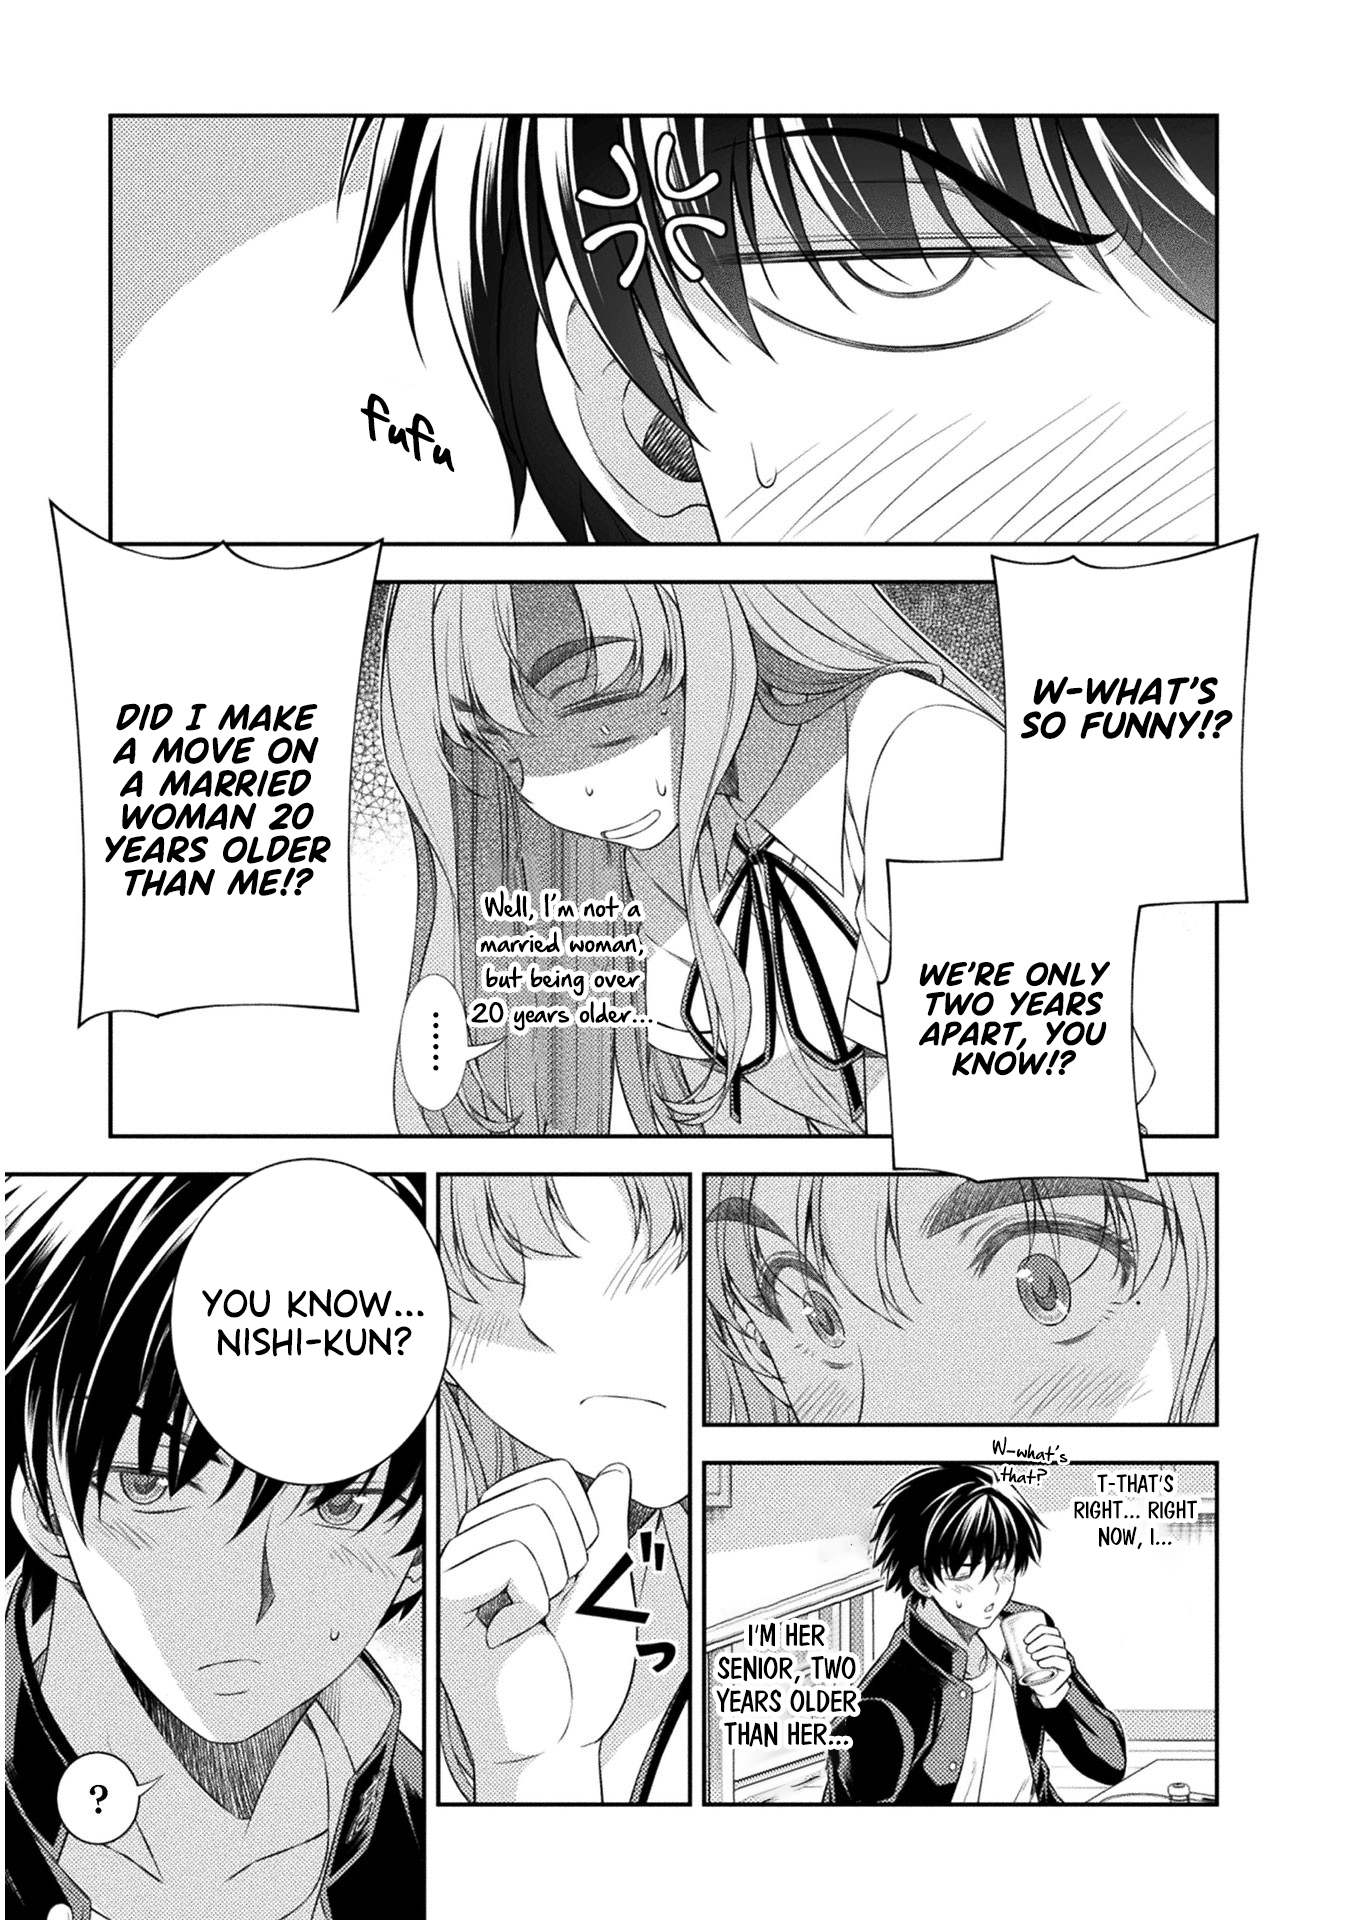 fufu
W-WHAT'S
SO FUNNY!?
WE'RE ONLY
TWO YEARS
APART, YOU
KNOW!?
DID I MAKE
A MOVE ON
A MARRIED
WOMAN 20
YEARS OLDER
THAN ME!?
Well, I'm not a
married woman,
but being over
20 years older...
......
W-what's
that?
T-THAT'S
RIGHT... RIGHT
NOW, I...
I'M HER
SENIOR, TWO
YEARS OLDER
THAN HER...
ぐっ
YOU KNOW...
NISHI-KUN?
?